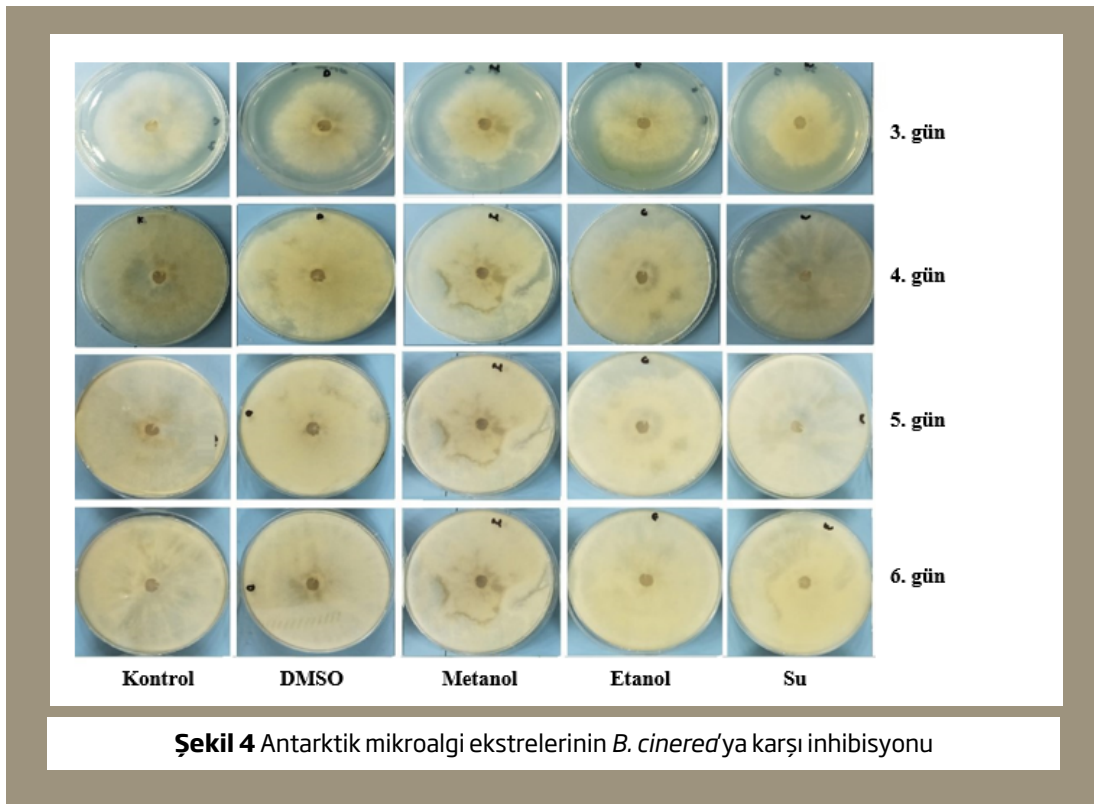 3. gün
4. gün
5. gün
6. gün
Kontrol DMSO Metanol Etanol Su
Şekil 4 Antarktik mikroalgi ekstrelerinin B. cinered'ya karşı inhibisyonu